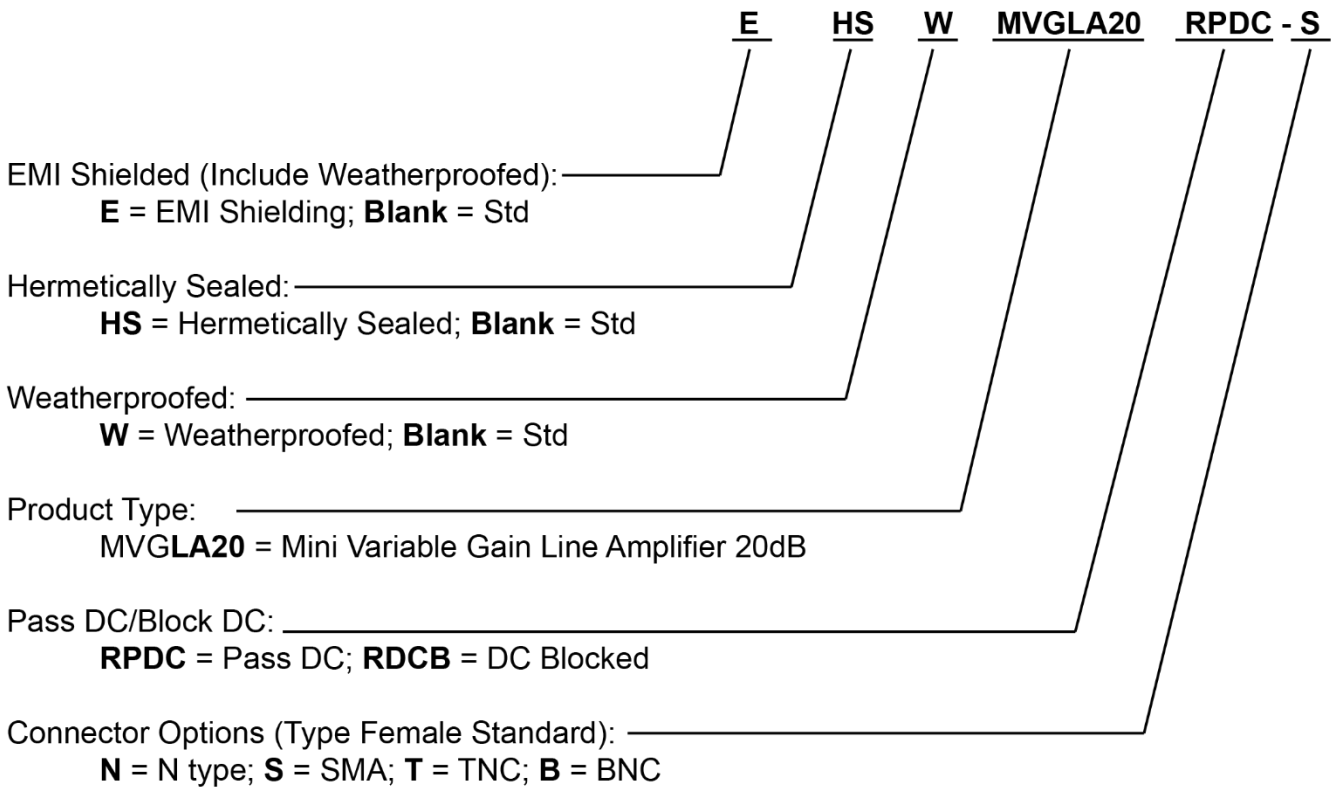 E HS W MVGLA20 RPDC - S
EMI Shielded (Include Weatherproofed):
E = EMI Shielding; Blank = Std
Hermetically Sealed:
HS = Hermetically Sealed; Blank = Std
Weatherproofed:
W = Weatherproofed; Blank = Std
Product Type:
MVGLA20 = Mini Variable Gain Line Amplifier 20dB
Pass DC/Block DC:
RPDC = Pass DC; RDCB = DC Blocked
Connector Options (Type Female Standard):
N = N type; S = SMA; T = TNC; B = BNC